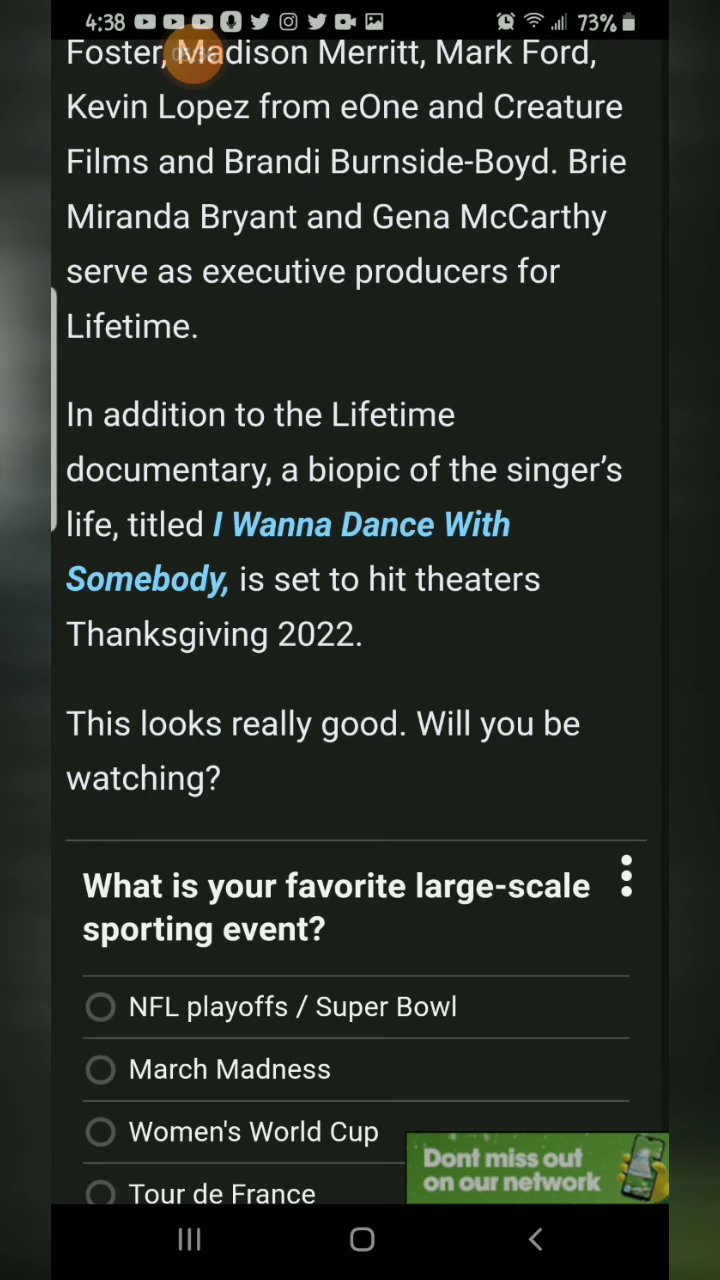 4:38
73%
Foster, Madison Merritt, Mark Ford,
Kevin Lopez from eOne and Creature
Films and Brandi Burnside-Boyd. Brie
Miranda Bryant and Gena McCarthy
serve as executive producers for
Lifetime.
In addition to the Lifetime
documentary, a biopic of the singer’s
life, titled I Wanna Dance With
Somebody, is set to hit theaters
Thanksgiving 2022.
This looks really good. Will you be
watching?
What is your favorite large-scale
sporting event?
NFL playoffs / Super Bowl
March Madness
Women's World Cup
Tour de France
Dont miss out
on our network